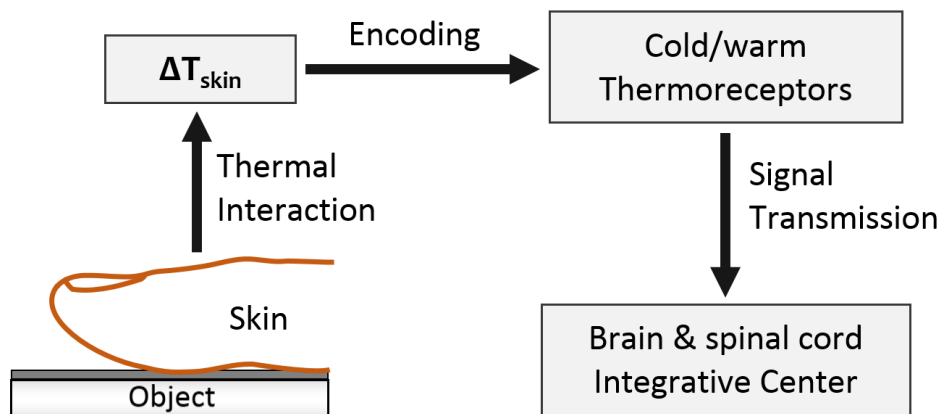 ΔTskin
Encoding
Cold/warm
Thermoreceptors
Thermal
Interaction
Signal
Transmission
Skin
Object
Brain & spinal cord
Integrative Center